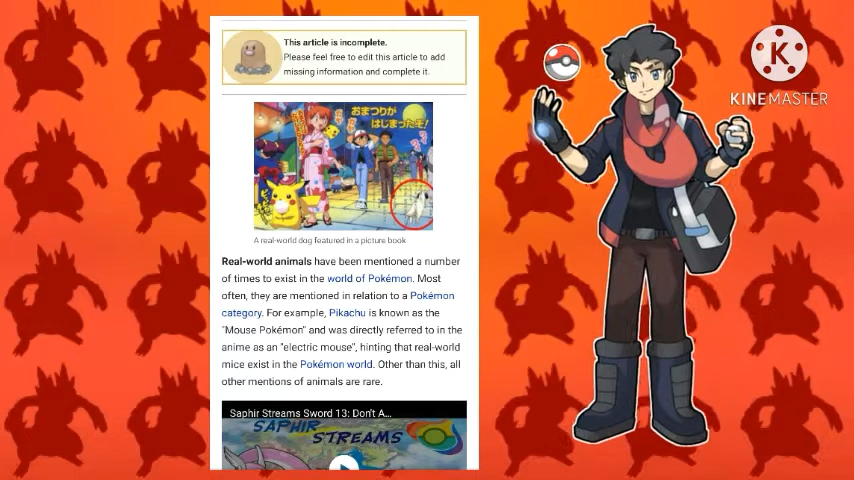 This article is incomplete.
Please feel free to edit this article to add
missing information and complete it.
おまつりが
はじまったぞ!
A real-world dog featured in a picture book
Real-world animals have been mentioned a number
of times to exist in the world of Pokémon. Most
often, they are mentioned in relation to a Pokémon
category. For example, Pikachu is known as the
"Mouse Pokémon" and was directly referred to in the
anime as an "electric mouse", hinting that real-world
mice exist in the Pokémon world. Other than this, all
other mentions of animals are rare.
Saphir Streams Sword 13: Don't A...
SAPHIR
STREAMS
K
KINEMASTER